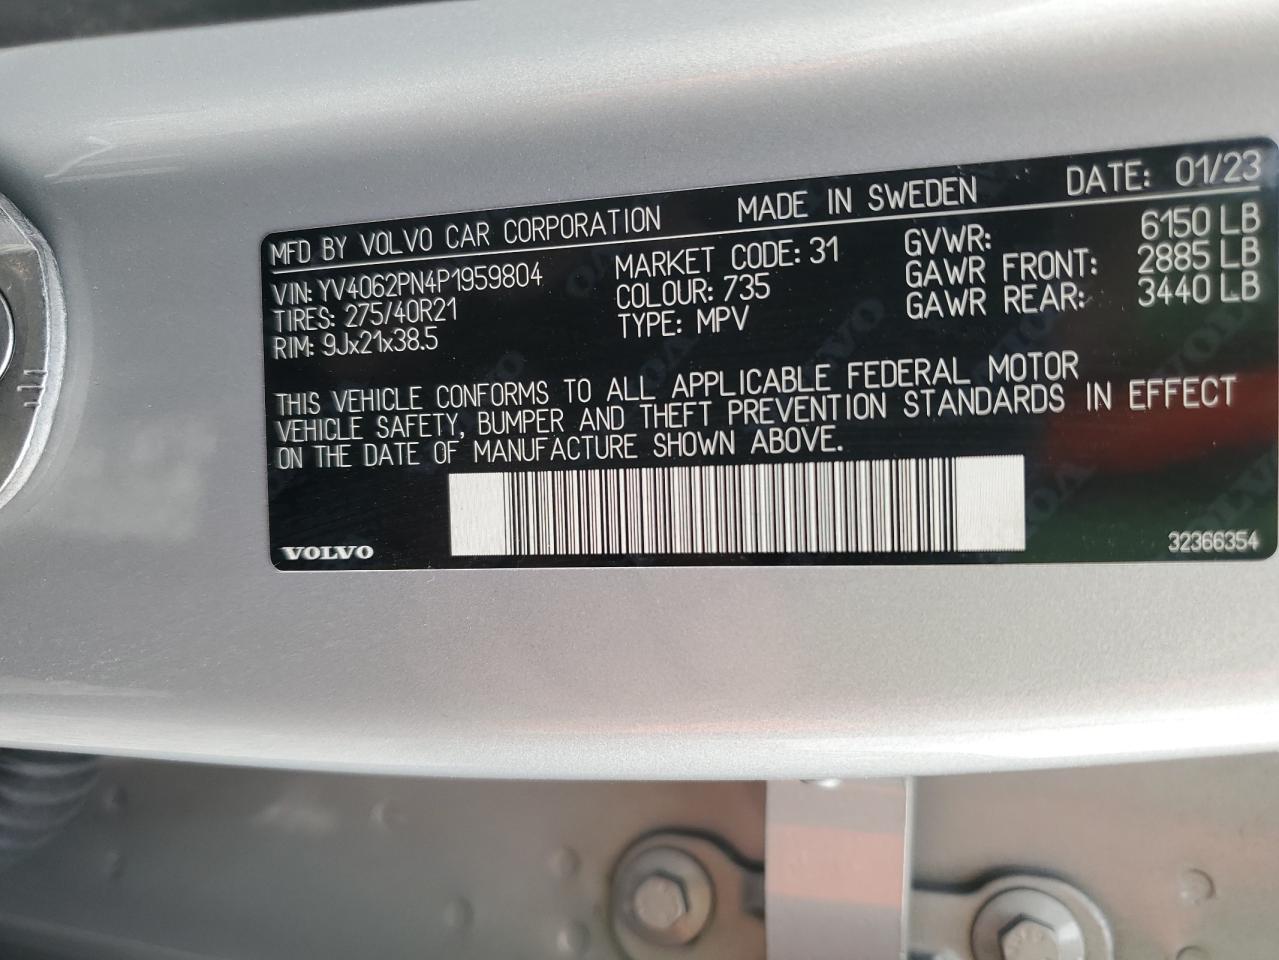 MFD BY VOLVO CAR CORPORATION MADE IN SWEDEN DATE: 01/23
VIN: YV4062PN4P1959804 MARKET CODE: 31 GVWR: 6150 LB
TIRES: 275/40R21 COLOUR: 735 GAWR FRONT: 2885 LB
RIM: 9Jx21x38.5 TYPE: MPV GAWR REAR: 3440 LB
THIS VEHICLE CONFORMS TO ALL APPLICABLE FEDERAL MOTOR
VEHICLE SAFETY, BUMPER AND THEFT PREVENTION STANDARDS IN EFFECT
ON THE DATE OF MANUFACTURE SHOWN ABOVE.
VOLVO 32366354